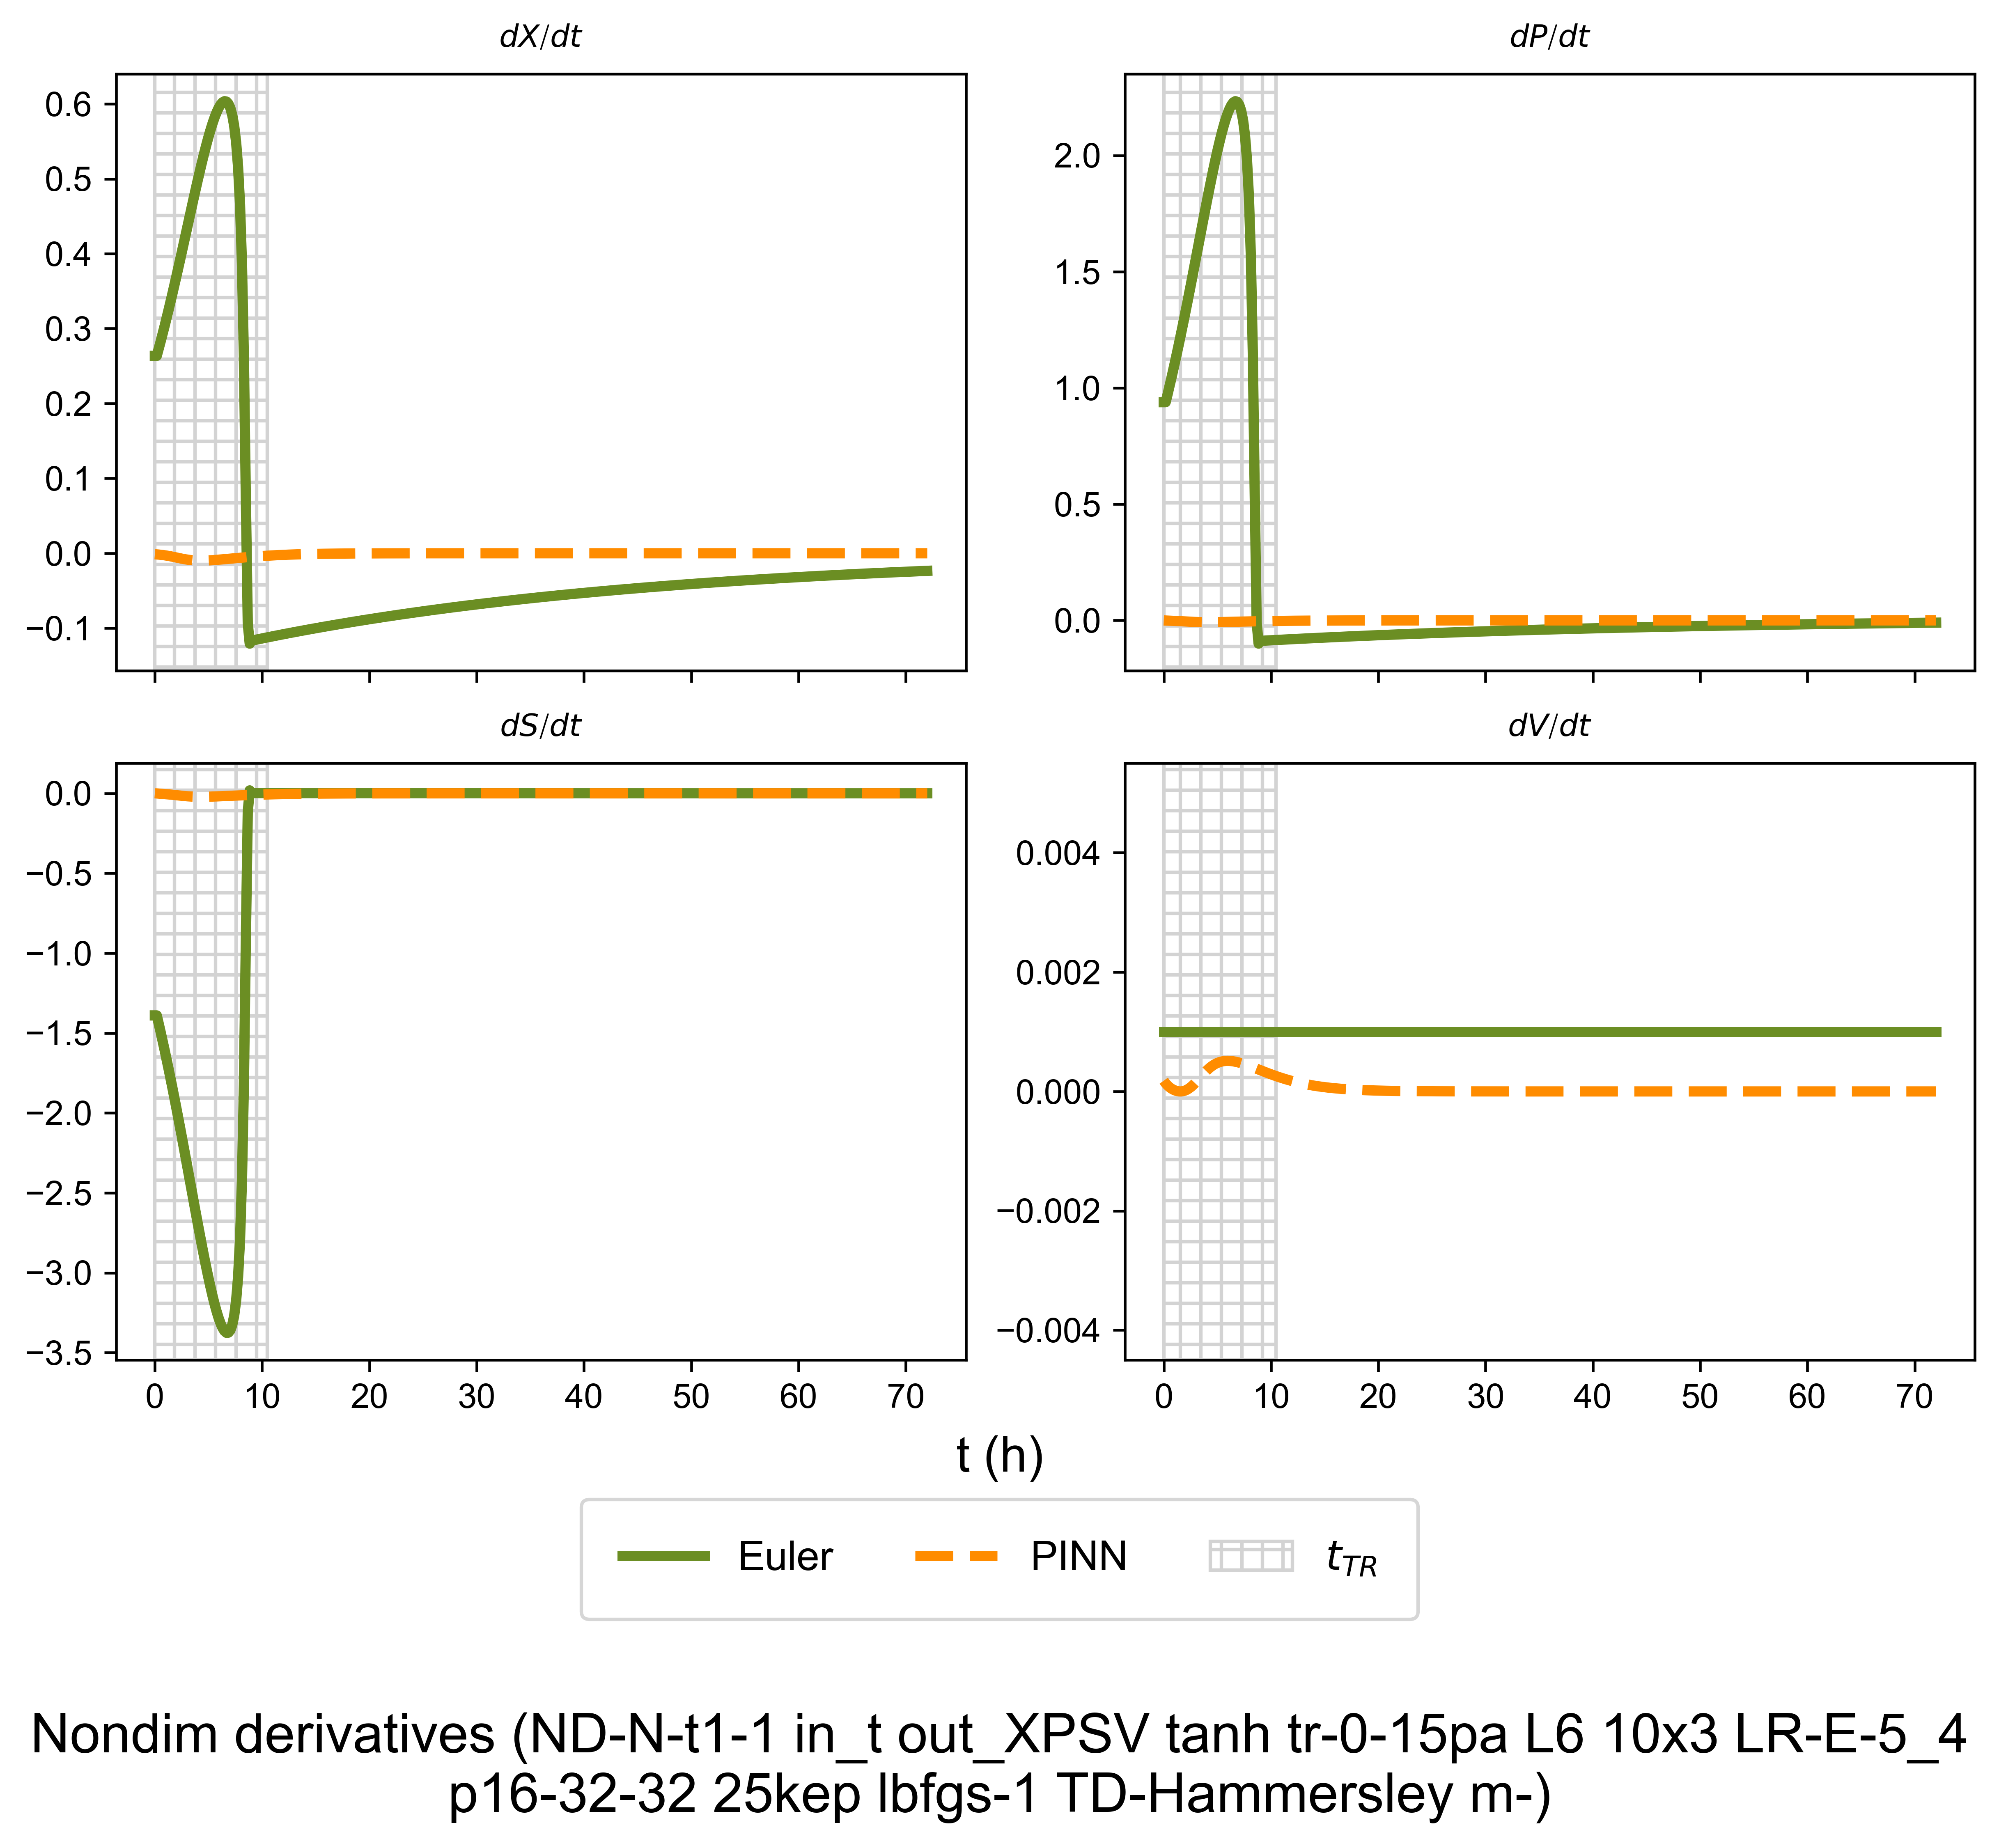 dX/dt
dP/dt
0.6
0.5
0.4
0.3
0.2
0.1
0.0
−0.1
2.0
1.5
1.0
0.5
0.0
dS/dt
dV/dt
0.0
−0.5
−1.0
−1.5
−2.0
−2.5
−3.0
−3.5
0.004
0.002
0.000
−0.002
−0.004
0 10 20 30 40 50 60 70
0 10 20 30 40 50 60 70
t (h)
Euler PINN t_TR
Nondim derivatives (ND-N-t1-1 in_t out_XPSV tanh tr-0-15pa L6 10x3 LR-E-5_4
p16-32-32 25kep lbfgs-1 TD-Hammersley m-)